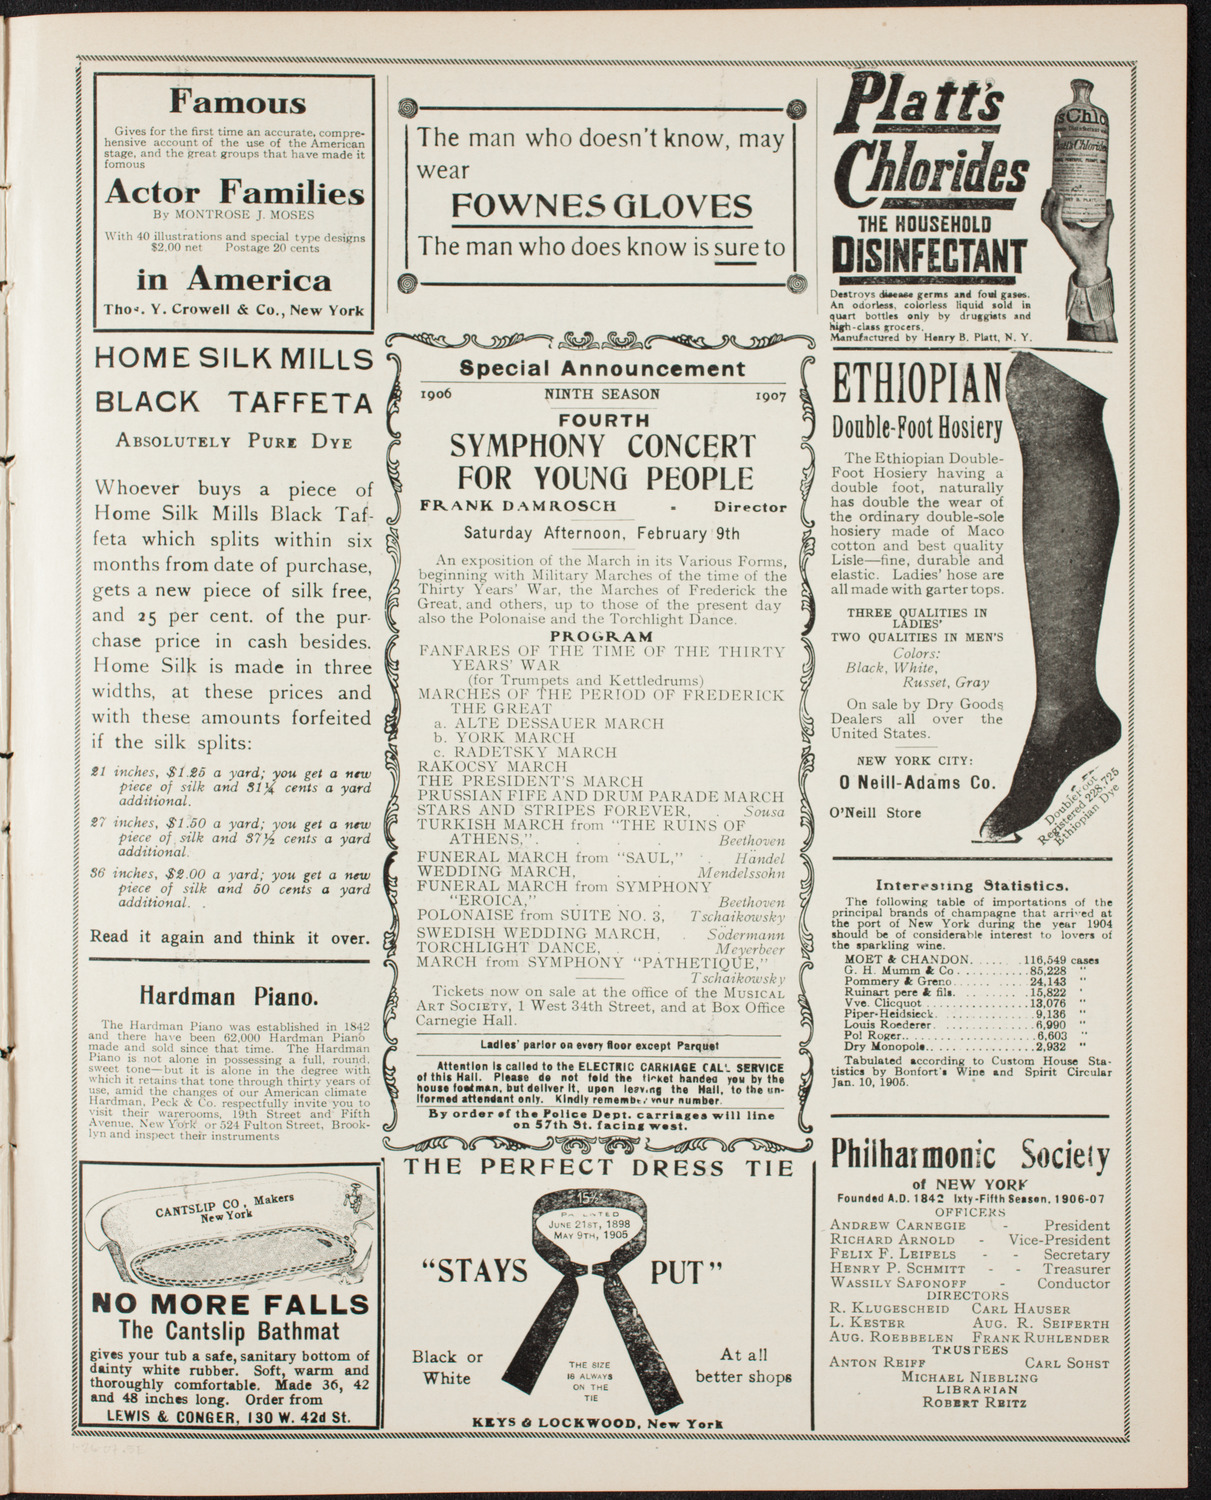 Famous
Gives for the first time an accurate, compre-
hensive account of the use of the American
stage, and the great groups that have made it
fomous
Actor Families
By MONTROSE J. MOSES
With 40 illustrations and special type designs
$2.00 net Postage 20 cents
in America
Thos. Y. Crowell & Co., New York
HOME SILK MILLS
BLACK TAFFETA
ABSOLUTELY PURE DYE
Whoever buys a piece of
Home Silk Mills Black Taf-
feta which splits within six
months from date of purchase,
gets a new piece of silk free,
and 25 per cent. of the pur-
chase price in cash besides.
Home Silk is made in three
widths, at these prices and
with these amounts forfeited
if the silk splits:
21 inches, $1.25 a yard; you get a new
piece of silk and 31¼ cents a yard
additional.
27 inches, $1.50 a yard; you get a new
piece of silk and 37½ cents a yard
additional.
36 inches, $2.00 a yard; you get a new
piece of silk and 50 cents a yard
additional.
Read it again and think it over.
Hardman Piano.
The Hardman Piano was established in 1842
and there have been 62,000 Hardman Piano
made and sold since that time. The Hardman
Piano is not alone in possessing a full, round,
sweet tone—but it is alone in the degree with
which it retains that tone through thirty years of
use, amid the changes of our American climate
Hardman, Peck & Co. respectfully invite you to
visit their warerooms, 19th Street and Fifth
Avenue, New York or 524 Fulton Street, Brook-
lyn and inspect their instruments
CANTSLIP CO., Makers
New York
NO MORE FALLS
The Cantslip Bathmat
gives your tub a safe, sanitary bottom of
dainty white rubber. Soft, warm and
thoroughly comfortable. Made 36, 42
and 48 inches long. Order from
LEWIS & CONGER, 130 W. 42d St.
The man who doesn't know, may
wear
FOWNES GLOVES
The man who does know is sure to
Special Announcement
1906 NINTH SEASON 1907
FOURTH
SYMPHONY CONCERT
FOR YOUNG PEOPLE
FRANK DAMROSCH - Director
Saturday Afternoon, February 9th
An exposition of the March in its Various Forms,
beginning with Military Marches of the time of the
Thirty Years' War, the Marches of Frederick the
Great, and others, up to those of the present day
also the Polonaise and the Torchlight Dance.
PROGRAM
FANFARES OF THE TIME OF THE THIRTY
YEARS' WAR
(for Trumpets and Kettledrums)
MARCHES OF THE PERIOD OF FREDERICK
THE GREAT
a. ALTE DESSAUER MARCH
b. YORK MARCH
c. RADETSKY MARCH
RAKOCSY MARCH
THE PRESIDENT'S MARCH
PRUSSIAN FIFE AND DRUM PARADE MARCH
STARS AND STRIPES FOREVER, . Sousa
TURKISH MARCH from "THE RUINS OF
ATHENS," . . . . Beethoven
FUNERAL MARCH from "SAUL," . Händel
WEDDING MARCH, . . . Mendelssohn
FUNERAL MARCH from SYMPHONY
"EROICA," . . . . Beethoven
POLONAISE from SUITE NO. 3, Tschaikowsky
SWEDISH WEDDING MARCH, . Södermann
TORCHLIGHT DANCE, . . Meyerbeer
MARCH from SYMPHONY "PATHETIQUE,"
Tschaikowsky
Tickets now on sale at the office of the MUSICAL
ART SOCIETY, 1 West 34th Street, and at Box Office
Carnegie Hall.
Ladies' parlor on every floor except Parquet
Attention is called to the ELECTRIC CARRIAGE CALL SERVICE
of this Hall. Please do not fold the ticket handed you by the
house footman, but deliver it, upon leaving the Hall, to the un-
iformed attendant only. Kindly remember your number.
By order of the Police Dept. carriages will line
on 57th St. facing west.
THE PERFECT DRESS TIE
15½
PATENTED
JUNE 21ST, 1898
MAY 9TH, 1905
"STAYS PUT"
Black or
White
THE SIZE
IS ALWAYS
ON THE
TIE
At all
better shops
KEYS & LOCKWOOD, New York
Platt's
Chlorides
THE HOUSEHOLD
DISINFECTANT
Destroys disease germs and foul gases.
An odorless, colorless liquid sold in
quart bottles only by druggists and
high-class grocers.
Manufactured by Henry B. Platt, N. Y.
ETHIOPIAN
Double-Foot Hosiery
The Ethiopian Double-
Foot Hosiery having a
double foot, naturally
has double the wear of
the ordinary double-sole
hosiery made of Maco
cotton and best quality
Lisle—fine, durable and
elastic. Ladies' hose are
all made with garter tops.
THREE QUALITIES IN
LADIES'
TWO QUALITIES IN MEN'S
Colors:
Black, White,
Russet, Gray
On sale by Dry Goods
Dealers all over the
United States.
NEW YORK CITY:
O Neill-Adams Co.
O'Neill Store
Doublefoot
Registered 228,725
Ethiopian Dye
Interesting Statistics.
The following table of importations of the
principal brands of champagne that arrived at
the port of New York during the year 1904
should be of considerable interest to lovers of
the sparkling wine.
MOET & CHANDON. . . . . . .116,549 cases
G. H. Mumm & Co. . . . . . . . . . .85,228 "
Pommery & Greno. . . . . . . . . . .24,143 "
Ruinart pere & fils. . . . . . . . . . .15,822 "
Vve. Clicquot . . . . . . . . . . . . . .13,076 "
Piper-Heidsieck. . . . . . . . . . . . . .9,136 "
Louis Roederer. . . . . . . . . . . . . .6,990 "
Pol Roger. . . . . . . . . . . . . . . . . .6,603 "
Dry Monopole. . . . . . . . . . . . . . .2,932 "
Tabulated according to Custom House Sta-
tistics by Bonfort's Wine and Spirit Circular
Jan. 10, 1905.
Philharmonic Society
of NEW YORK
Founded A.D. 1842 Ixty-Fifth Season. 1906-07
OFFICERS
ANDREW CARNEGIE - President
RICHARD ARNOLD - Vice-President
FELIX F. LEIFELS - - Secretary
HENRY P. SCHMITT - - Treasurer
WASSILY SAFONOFF - Conductor
DIRECTORS
R. KLUGESCHEID CARL HAUSER
L. KESTER AUG. R. SEIFERTH
AUG. ROEBBELEN FRANK RUHLENDER
TRUSTEES
ANTON REIFF CARL SOHST
MICHAEL NIEBLING
LIBRARIAN
ROBERT REITZ